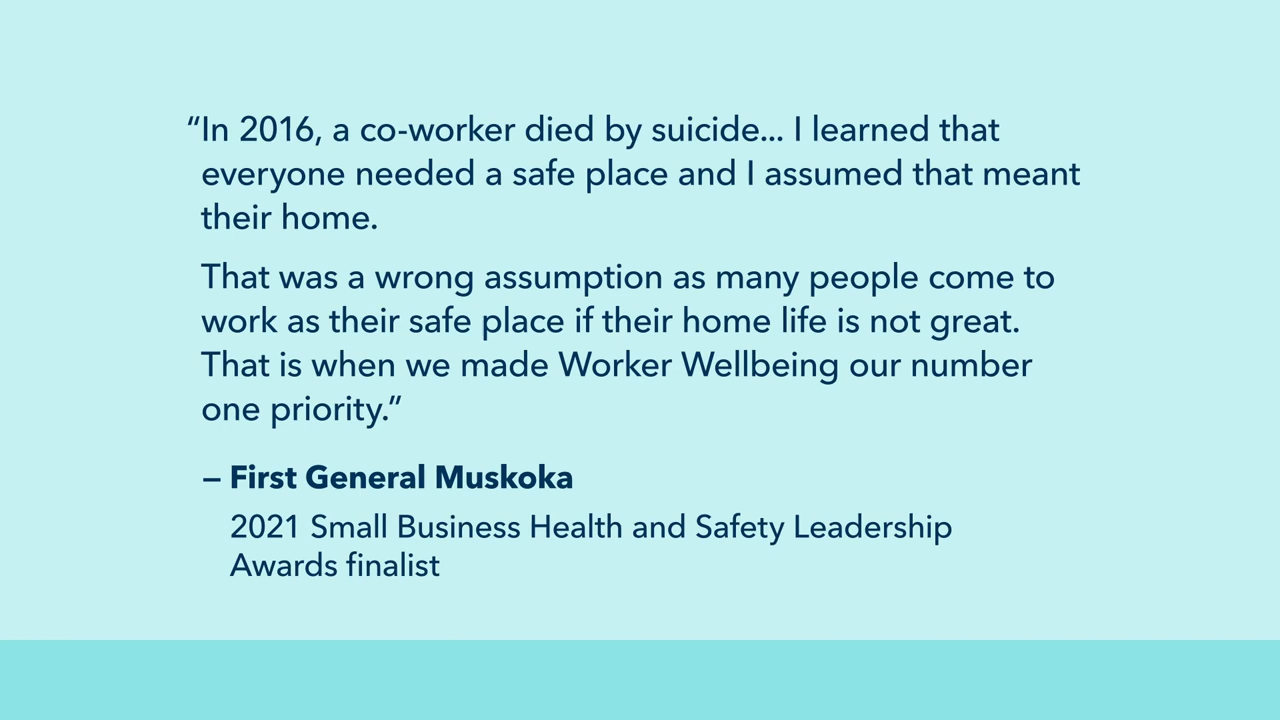 “In 2016, a co-worker died by suicide... I learned that
everyone needed a safe place and I assumed that meant
their home.
That was a wrong assumption as many people come to
work as their safe place if their home life is not great.
That is when we made Worker Wellbeing our number
one priority.”
– First General Muskoka
2021 Small Business Health and Safety Leadership
Awards finalist